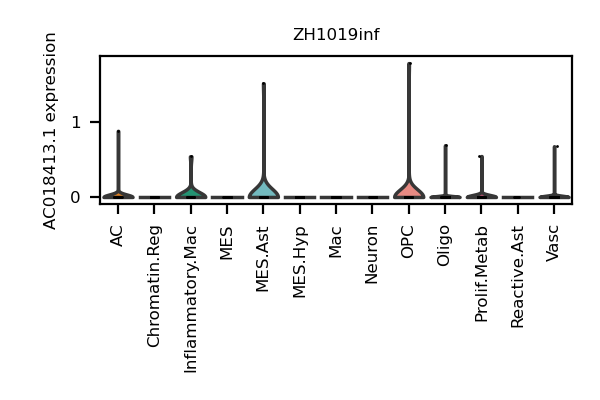 ZH1019inf
AC018413.1 expression
1
0
AC
Chromatin.Reg
Inflammatory.Mac
MES
MES.Ast
MES.Hyp
Mac
Neuron
OPC
Oligo
Prolif.Metab
Reactive.Ast
Vasc